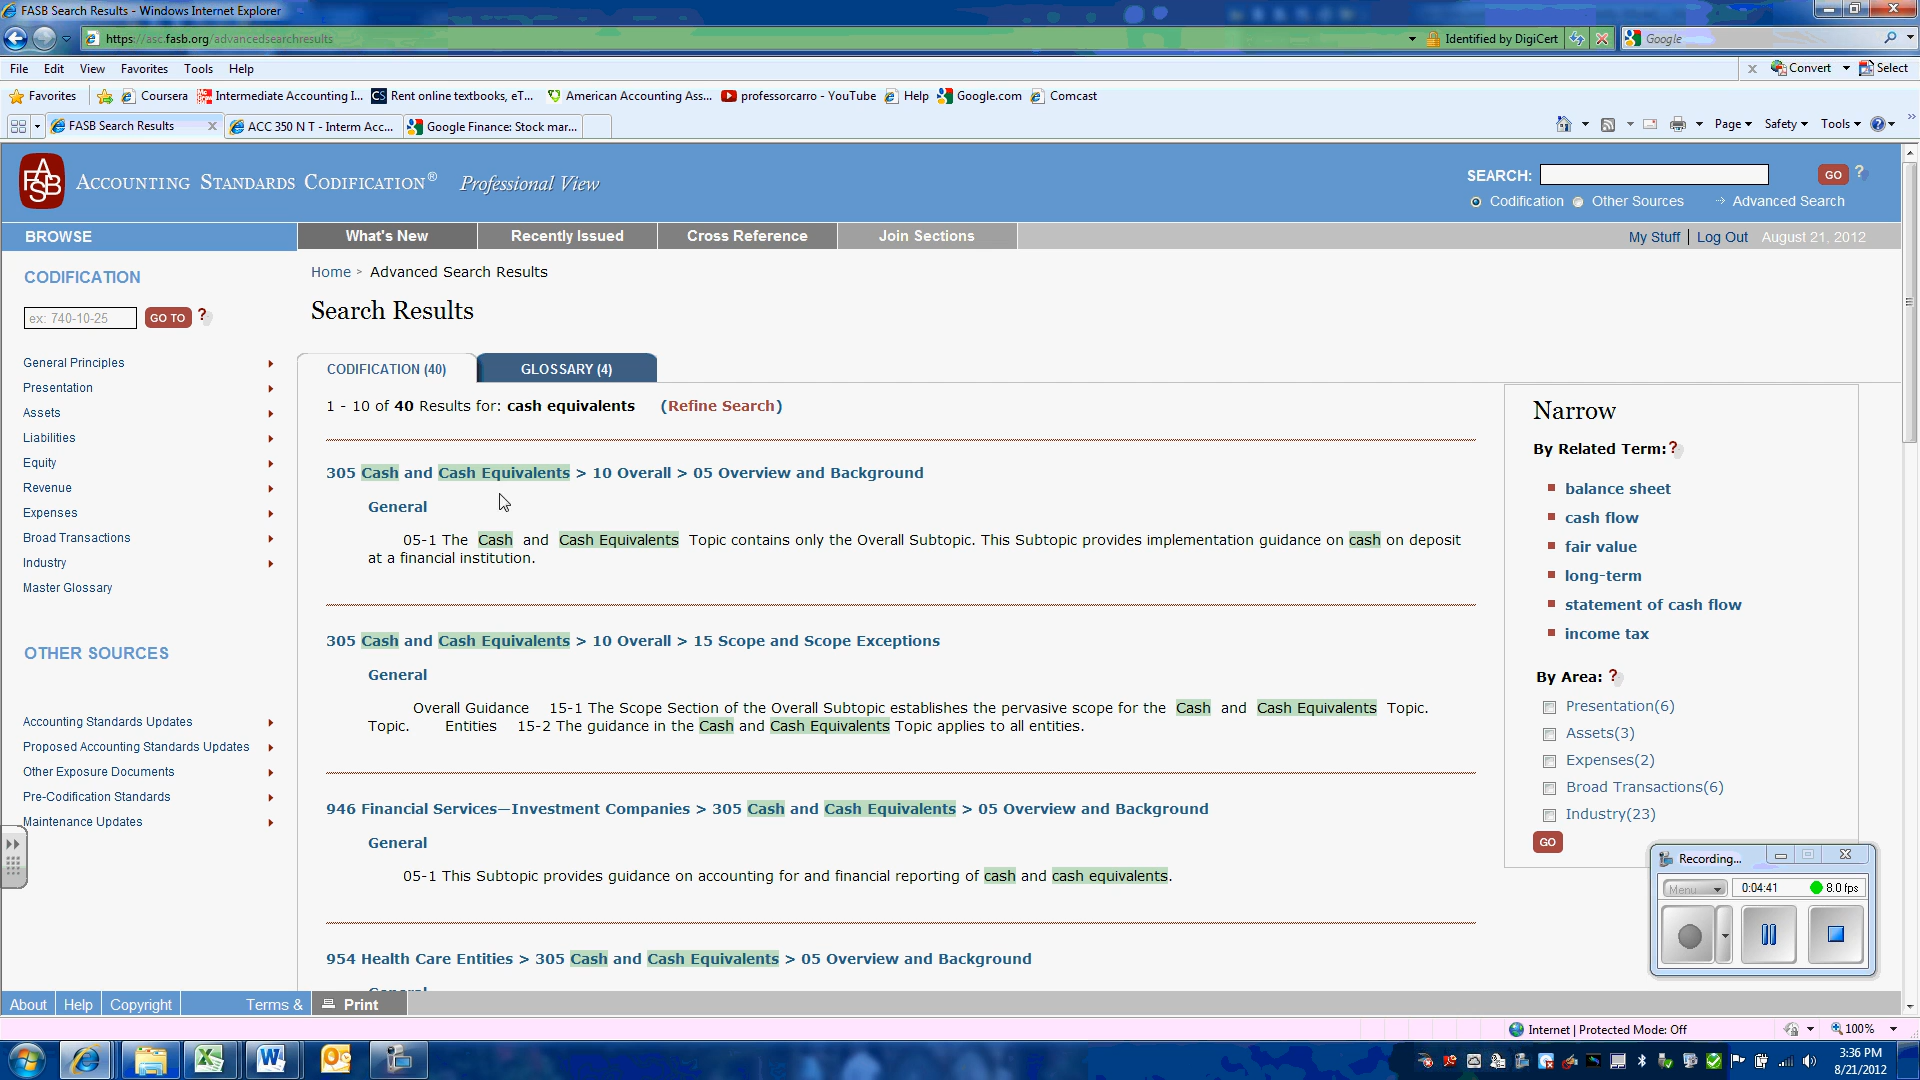 FASB Search Results - Windows Internet Explorer
https://asc.fasb.org/advancedsearchresults
Identified by DigiCert
Google
File Edit View Favorites Tools Help
x Convert Select
Favorites Coursera Intermediate Accounting I... CS Rent online textbooks, eT... American Accounting Ass... professorcarro - YouTube Help Google.com Comcast
FASB Search Results x ACC 350 N T - Interm Acc... Google Finance: Stock mar...
Page Safety Tools
FASB
ACCOUNTING STANDARDS CODIFICATION® Professional View
SEARCH: GO ?
Codification Other Sources Advanced Search
BROWSE What's New Recently Issued Cross Reference Join Sections My Stuff | Log Out August 21, 2012
CODIFICATION
ex: 740-10-25 GO TO ?
General Principles
Presentation
Assets
Liabilities
Equity
Revenue
Expenses
Broad Transactions
Industry
Master Glossary
OTHER SOURCES
Accounting Standards Updates
Proposed Accounting Standards Updates
Other Exposure Documents
Pre-Codification Standards
Maintenance Updates
Home > Advanced Search Results
Search Results
CODIFICATION (40) GLOSSARY (4)
1 - 10 of 40 Results for: cash equivalents (Refine Search)
305 Cash and Cash Equivalents > 10 Overall > 05 Overview and Background
General
05-1 The Cash and Cash Equivalents Topic contains only the Overall Subtopic. This Subtopic provides implementation guidance on cash on deposit
at a financial institution.
305 Cash and Cash Equivalents > 10 Overall > 15 Scope and Scope Exceptions
General
Overall Guidance 15-1 The Scope Section of the Overall Subtopic establishes the pervasive scope for the Cash and Cash Equivalents Topic.
Topic. Entities 15-2 The guidance in the Cash and Cash Equivalents Topic applies to all entities.
946 Financial Services—Investment Companies > 305 Cash and Cash Equivalents > 05 Overview and Background
General
05-1 This Subtopic provides guidance on accounting for and financial reporting of cash and cash equivalents.
954 Health Care Entities > 305 Cash and Cash Equivalents > 05 Overview and Background
General
Narrow
By Related Term: ?
balance sheet
cash flow
fair value
long-term
statement of cash flow
income tax
By Area: ?
Presentation(6)
Assets(3)
Expenses(2)
Broad Transactions(6)
Industry(23)
GO
Recording...
Menu 0:04:41 8.0 fps
About Help Copyright Terms & Print
Internet | Protected Mode: Off 100%
3:36 PM
8/21/2012